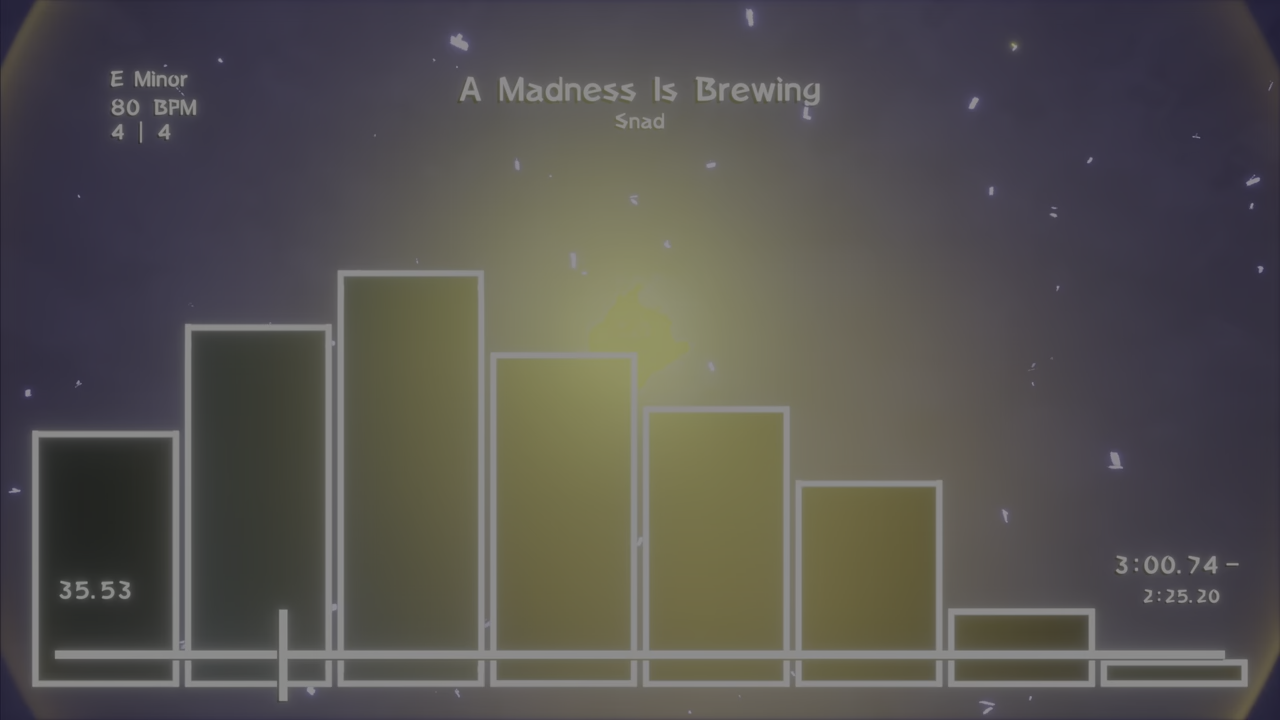 E Minor
80 BPM
4 | 4
A Madness Is Brewing
Snad
35.53
3:00.74 -
2:25.20